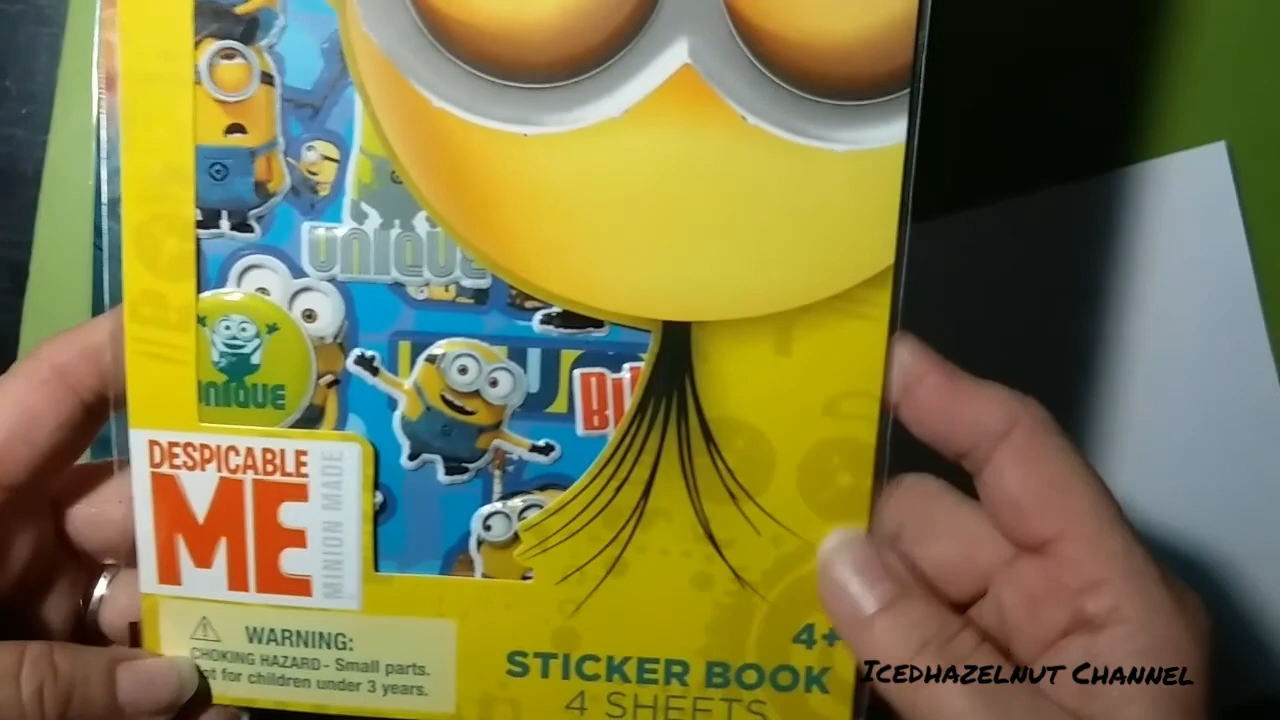 UNIQUE
UNIQUE
DESPICABLE
ME
MINION MADE
WARNING:
CHOKING HAZARD - Small parts.
for children under 3 years.
4+
STICKER BOOK
4 SHEETS
Icedhazelnut Channel